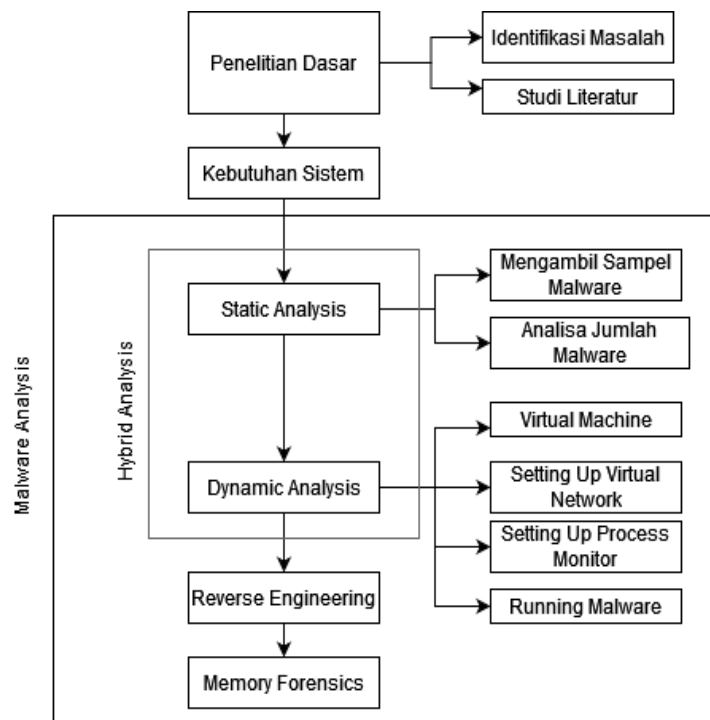 Penelitian Dasar
Identifikasi Masalah
Studi Literatur
Kebutuhan Sistem
Malware Analysis
Hybrid Analysis
Static Analysis
Mengambil Sampel
Malware
Analisa Jumlah
Malware
Dynamic Analysis
Virtual Machine
Setting Up Virtual
Network
Setting Up Process
Monitor
Running Malware
Reverse Engineering
Memory Forensics